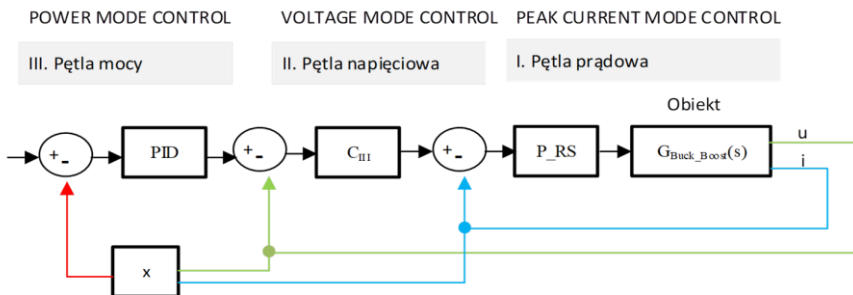 POWER MODE CONTROL
VOLTAGE MODE CONTROL
PEAK CURRENT MODE CONTROL
III. Pętla mocy
II. Pętla napięciowa
I. Pętla prądowa
Obiekt
+
-
PID
+
-
C_III
+
-
P_RS
G_Buck_Boost(s)
u
i
x